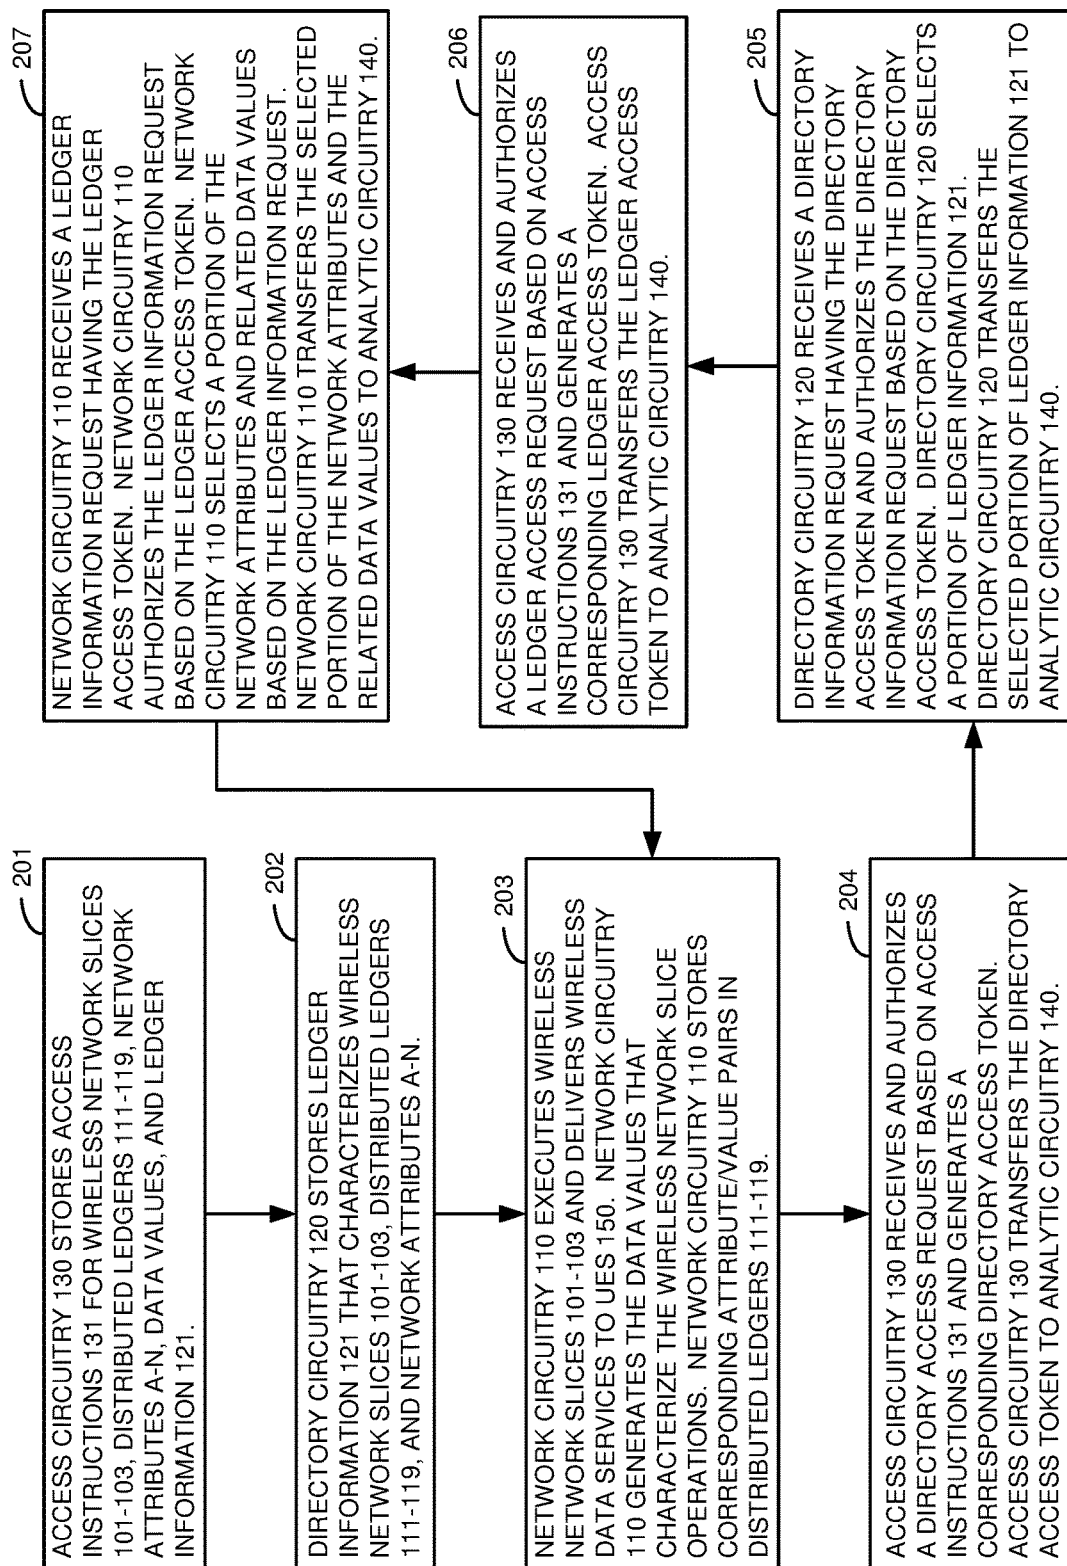 201
ACCESS CIRCUITRY 130 STORES ACCESS
INSTRUCTIONS 131 FOR WIRELESS NETWORK SLICES
101-103, DISTRIBUTED LEDGERS 111-119, NETWORK
ATTRIBUTES A-N, DATA VALUES, AND LEDGER
INFORMATION 121.
202
DIRECTORY CIRCUITRY 120 STORES LEDGER
INFORMATION 121 THAT CHARACTERIZES WIRELESS
NETWORK SLICES 101-103, DISTRIBUTED LEDGERS
111-119, AND NETWORK ATTRIBUTES A-N.
203
NETWORK CIRCUITRY 110 EXECUTES WIRELESS
NETWORK SLICES 101-103 AND DELIVERS WIRELESS
DATA SERVICES TO UES 150. NETWORK CIRCUITRY
110 GENERATES THE DATA VALUES THAT
CHARACTERIZE THE WIRELESS NETWORK SLICE
OPERATIONS. NETWORK CIRCUITRY 110 STORES
CORRESPONDING ATTRIBUTE/VALUE PAIRS IN
DISTRIBUTED LEDGERS 111-119.
204
ACCESS CIRCUITRY 130 RECEIVES AND AUTHORIZES
A DIRECTORY ACCESS REQUEST BASED ON ACCESS
INSTRUCTIONS 131 AND GENERATES A
CORRESPONDING DIRECTORY ACCESS TOKEN.
ACCESS CIRCUITRY 130 TRANSFERS THE DIRECTORY
ACCESS TOKEN TO ANALYTIC CIRCUITRY 140.
205
DIRECTORY CIRCUITRY 120 RECEIVES A DIRECTORY
INFORMATION REQUEST HAVING THE DIRECTORY
ACCESS TOKEN AND AUTHORIZES THE DIRECTORY
INFORMATION REQUEST BASED ON THE DIRECTORY
ACCESS TOKEN. DIRECTORY CIRCUITRY 120 SELECTS
A PORTION OF LEDGER INFORMATION 121.
DIRECTORY CIRCUITRY 120 TRANSFERS THE
SELECTED PORTION OF LEDGER INFORMATION 121 TO
ANALYTIC CIRCUITRY 140.
206
ACCESS CIRCUITRY 130 RECEIVES AND AUTHORIZES
A LEDGER ACCESS REQUEST BASED ON ACCESS
INSTRUCTIONS 131 AND GENERATES A
CORRESPONDING LEDGER ACCESS TOKEN. ACCESS
CIRCUITRY 130 TRANSFERS THE LEDGER ACCESS
TOKEN TO ANALYTIC CIRCUITRY 140.
207
NETWORK CIRCUITRY 110 RECEIVES A LEDGER
INFORMATION REQUEST HAVING THE LEDGER
ACCESS TOKEN. NETWORK CIRCUITRY 110
AUTHORIZES THE LEDGER INFORMATION REQUEST
BASED ON THE LEDGER ACCESS TOKEN. NETWORK
CIRCUITRY 110 SELECTS A PORTION OF THE
NETWORK ATTRIBUTES AND RELATED DATA VALUES
BASED ON THE LEDGER INFORMATION REQUEST.
NETWORK CIRCUITRY 110 TRANSFERS THE SELECTED
PORTION OF THE NETWORK ATTRIBUTES AND THE
RELATED DATA VALUES TO ANALYTIC CIRCUITRY 140.